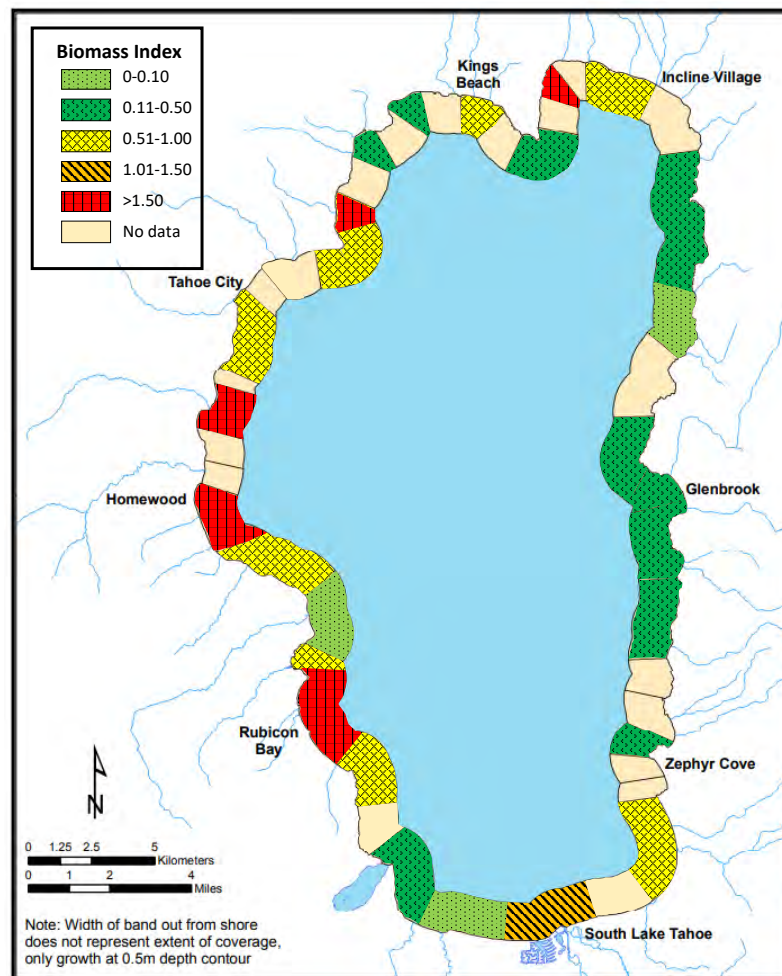 Biomass Index
0-0.10
0.11-0.50
0.51-1.00
1.01-1.50
>1.50
No data
Kings
Beach
Incline Village
Tahoe City
Glenbrook
Homewood
Rubicon
Bay
Zephyr Cove
N
0 1.25 2.5 5
Kilometers
0 1 2 4
Miles
South Lake Tahoe
Note: Width of band out from shore
does not represent extent of coverage,
only growth at 0.5m depth contour